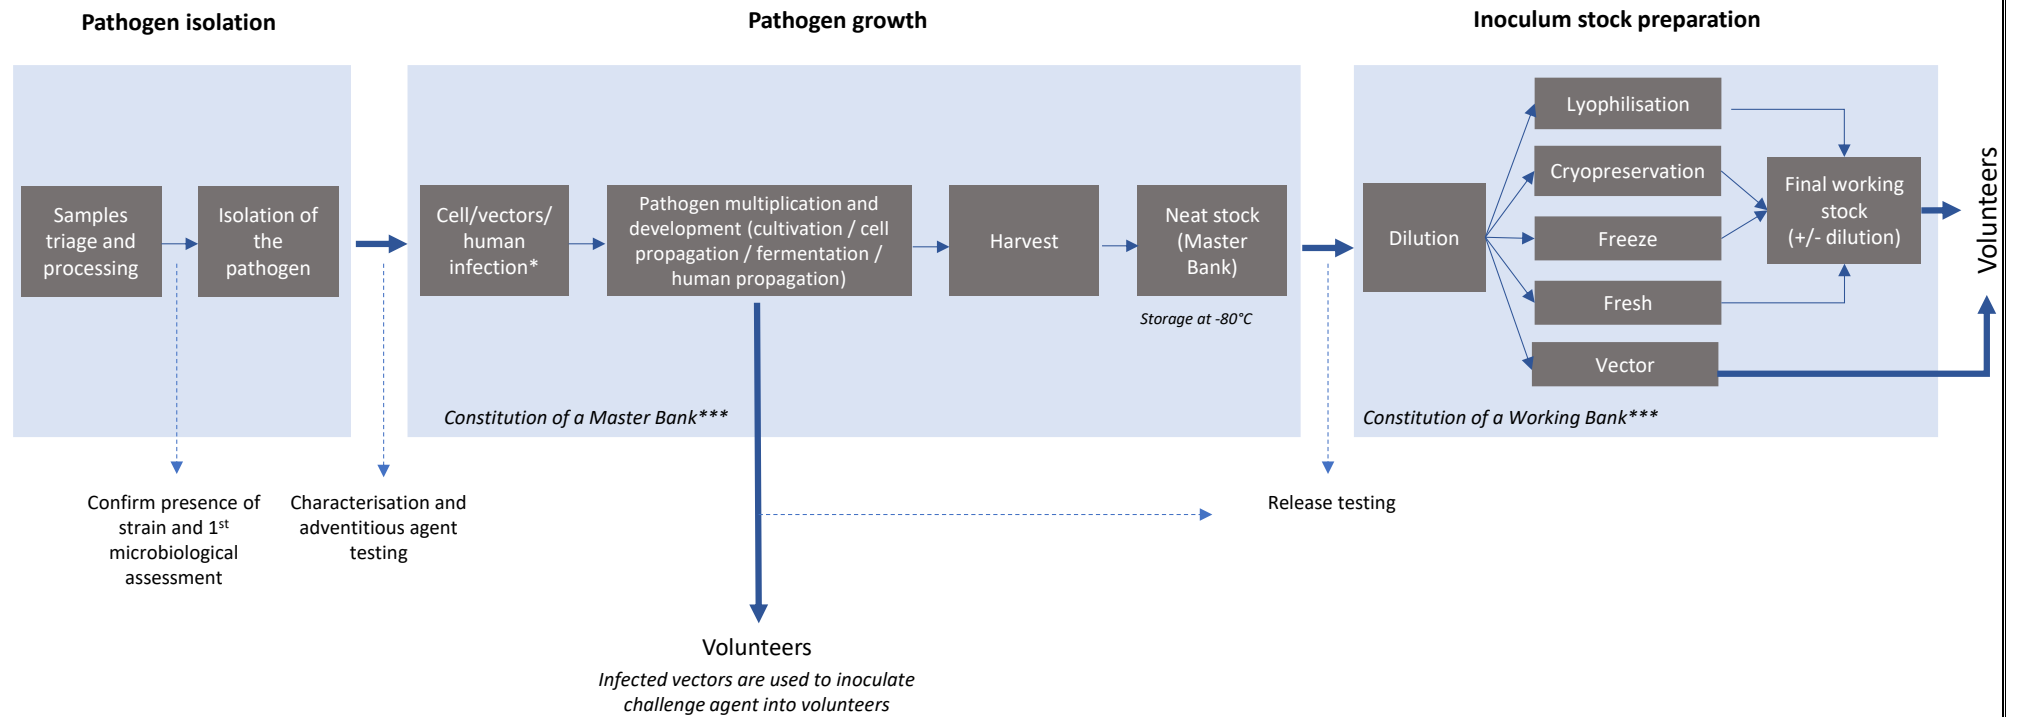 Pathogen isolation
Pathogen growth
Inoculum stock preparation
Samples
triage and
processing
Isolation of
the
pathogen
Cell/vectors/
human
infection*
Pathogen multiplication and
development (cultivation / cell
propagation / fermentation /
human propagation)
Harvest
Neat stock
(Master
Bank)
Storage at -80°C
Constitution of a Master Bank***
Dilution
Lyophilisation
Cryopreservation
Freeze
Fresh
Vector
Final working
stock
(+/- dilution)
Constitution of a Working Bank***
Volunteers
Confirm presence of
strain and 1st
microbiological
assessment
Characterisation and
adventitious agent
testing
Release testing
Volunteers
Infected vectors are used to inoculate
challenge agent into volunteers